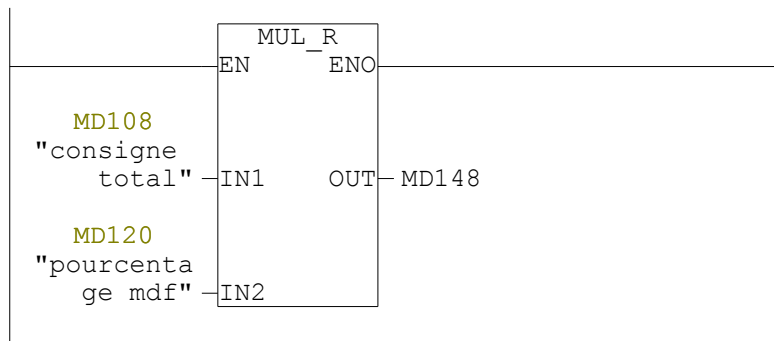 MUL_R
EN ENO
MD108
"consigne
total" IN1 OUT MD148
MD120
"pourcenta
ge mdf" IN2